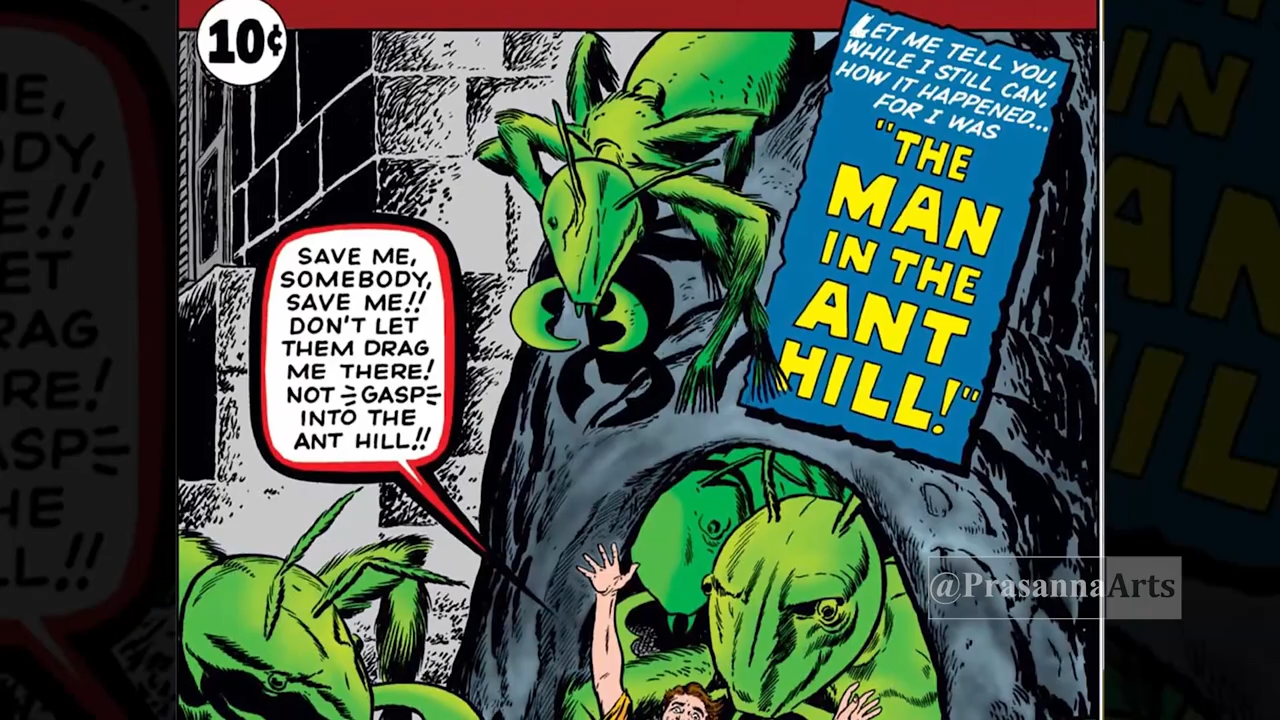 10¢
LET ME TELL YOU,
WHILE I STILL CAN,
HOW IT HAPPENED...
FOR I WAS
"THE
MAN
IN THE
ANT
HILL!"
SAVE ME,
SOMEBODY,
SAVE ME!!
DON'T LET
THEM DRAG
ME THERE!
NOT GASP
INTO THE
ANT HILL!!
@PrasannaArts